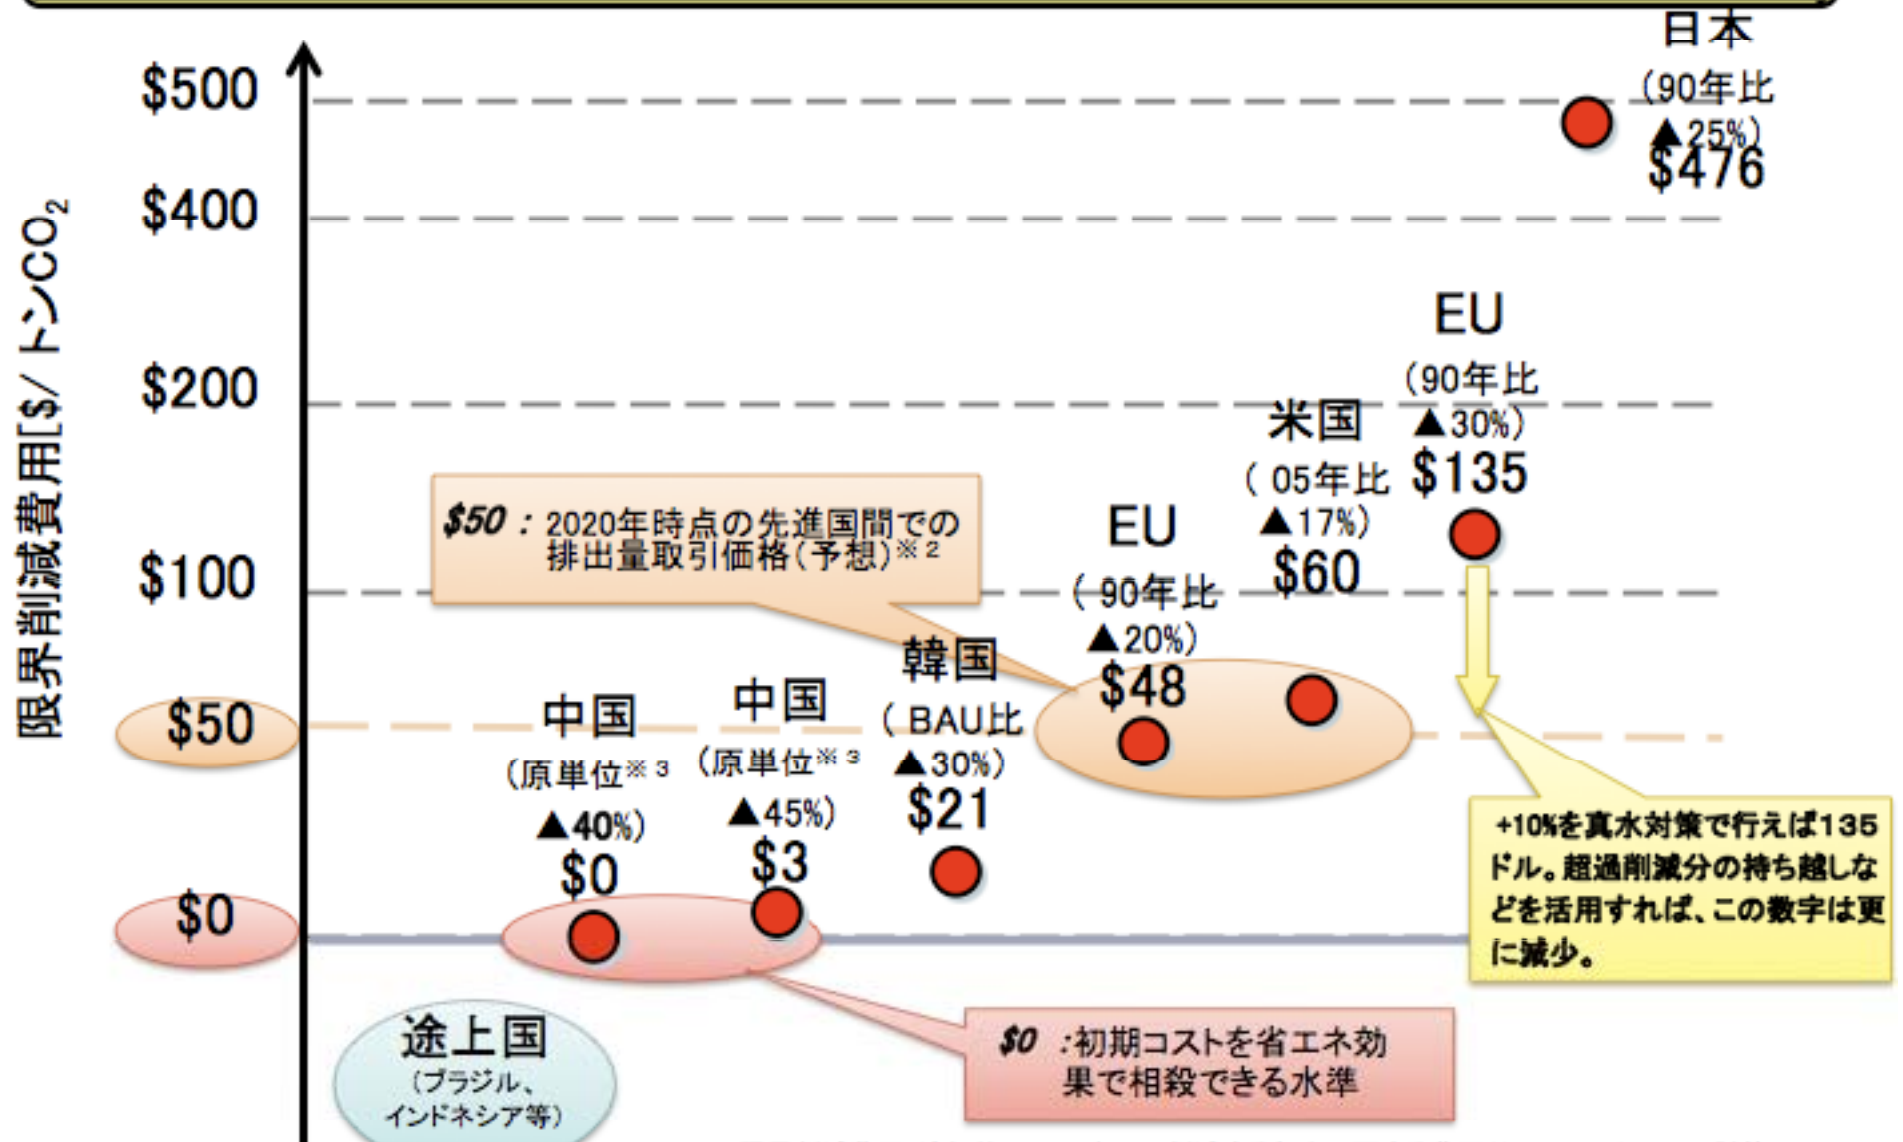 限界削減費用[$/トンCO₂
$500
$400
$200
$100
$50
$0
日本
(90年比
▲25%)
$476
EU
(90年比
▲30%)
$135
米国
( 05年比
▲17%)
$60
EU
( 90年比
▲20%)
$48
韓国
( BAU比
▲30%)
$21
中国
(原単位※3
▲45%)
$3
中国
(原単位※3
▲40%)
$0
$50 : 2020年時点の先進国間での
排出量取引価格(予想)※2
+10%を真水対策で行えば135
ドル。超過削減分の持ち越しな
どを活用すれば、この数字は更
に減少。
$0 :初期コストを省エネ効
果で相殺できる水準
途上国
(ブラジル、
インドネシア等)